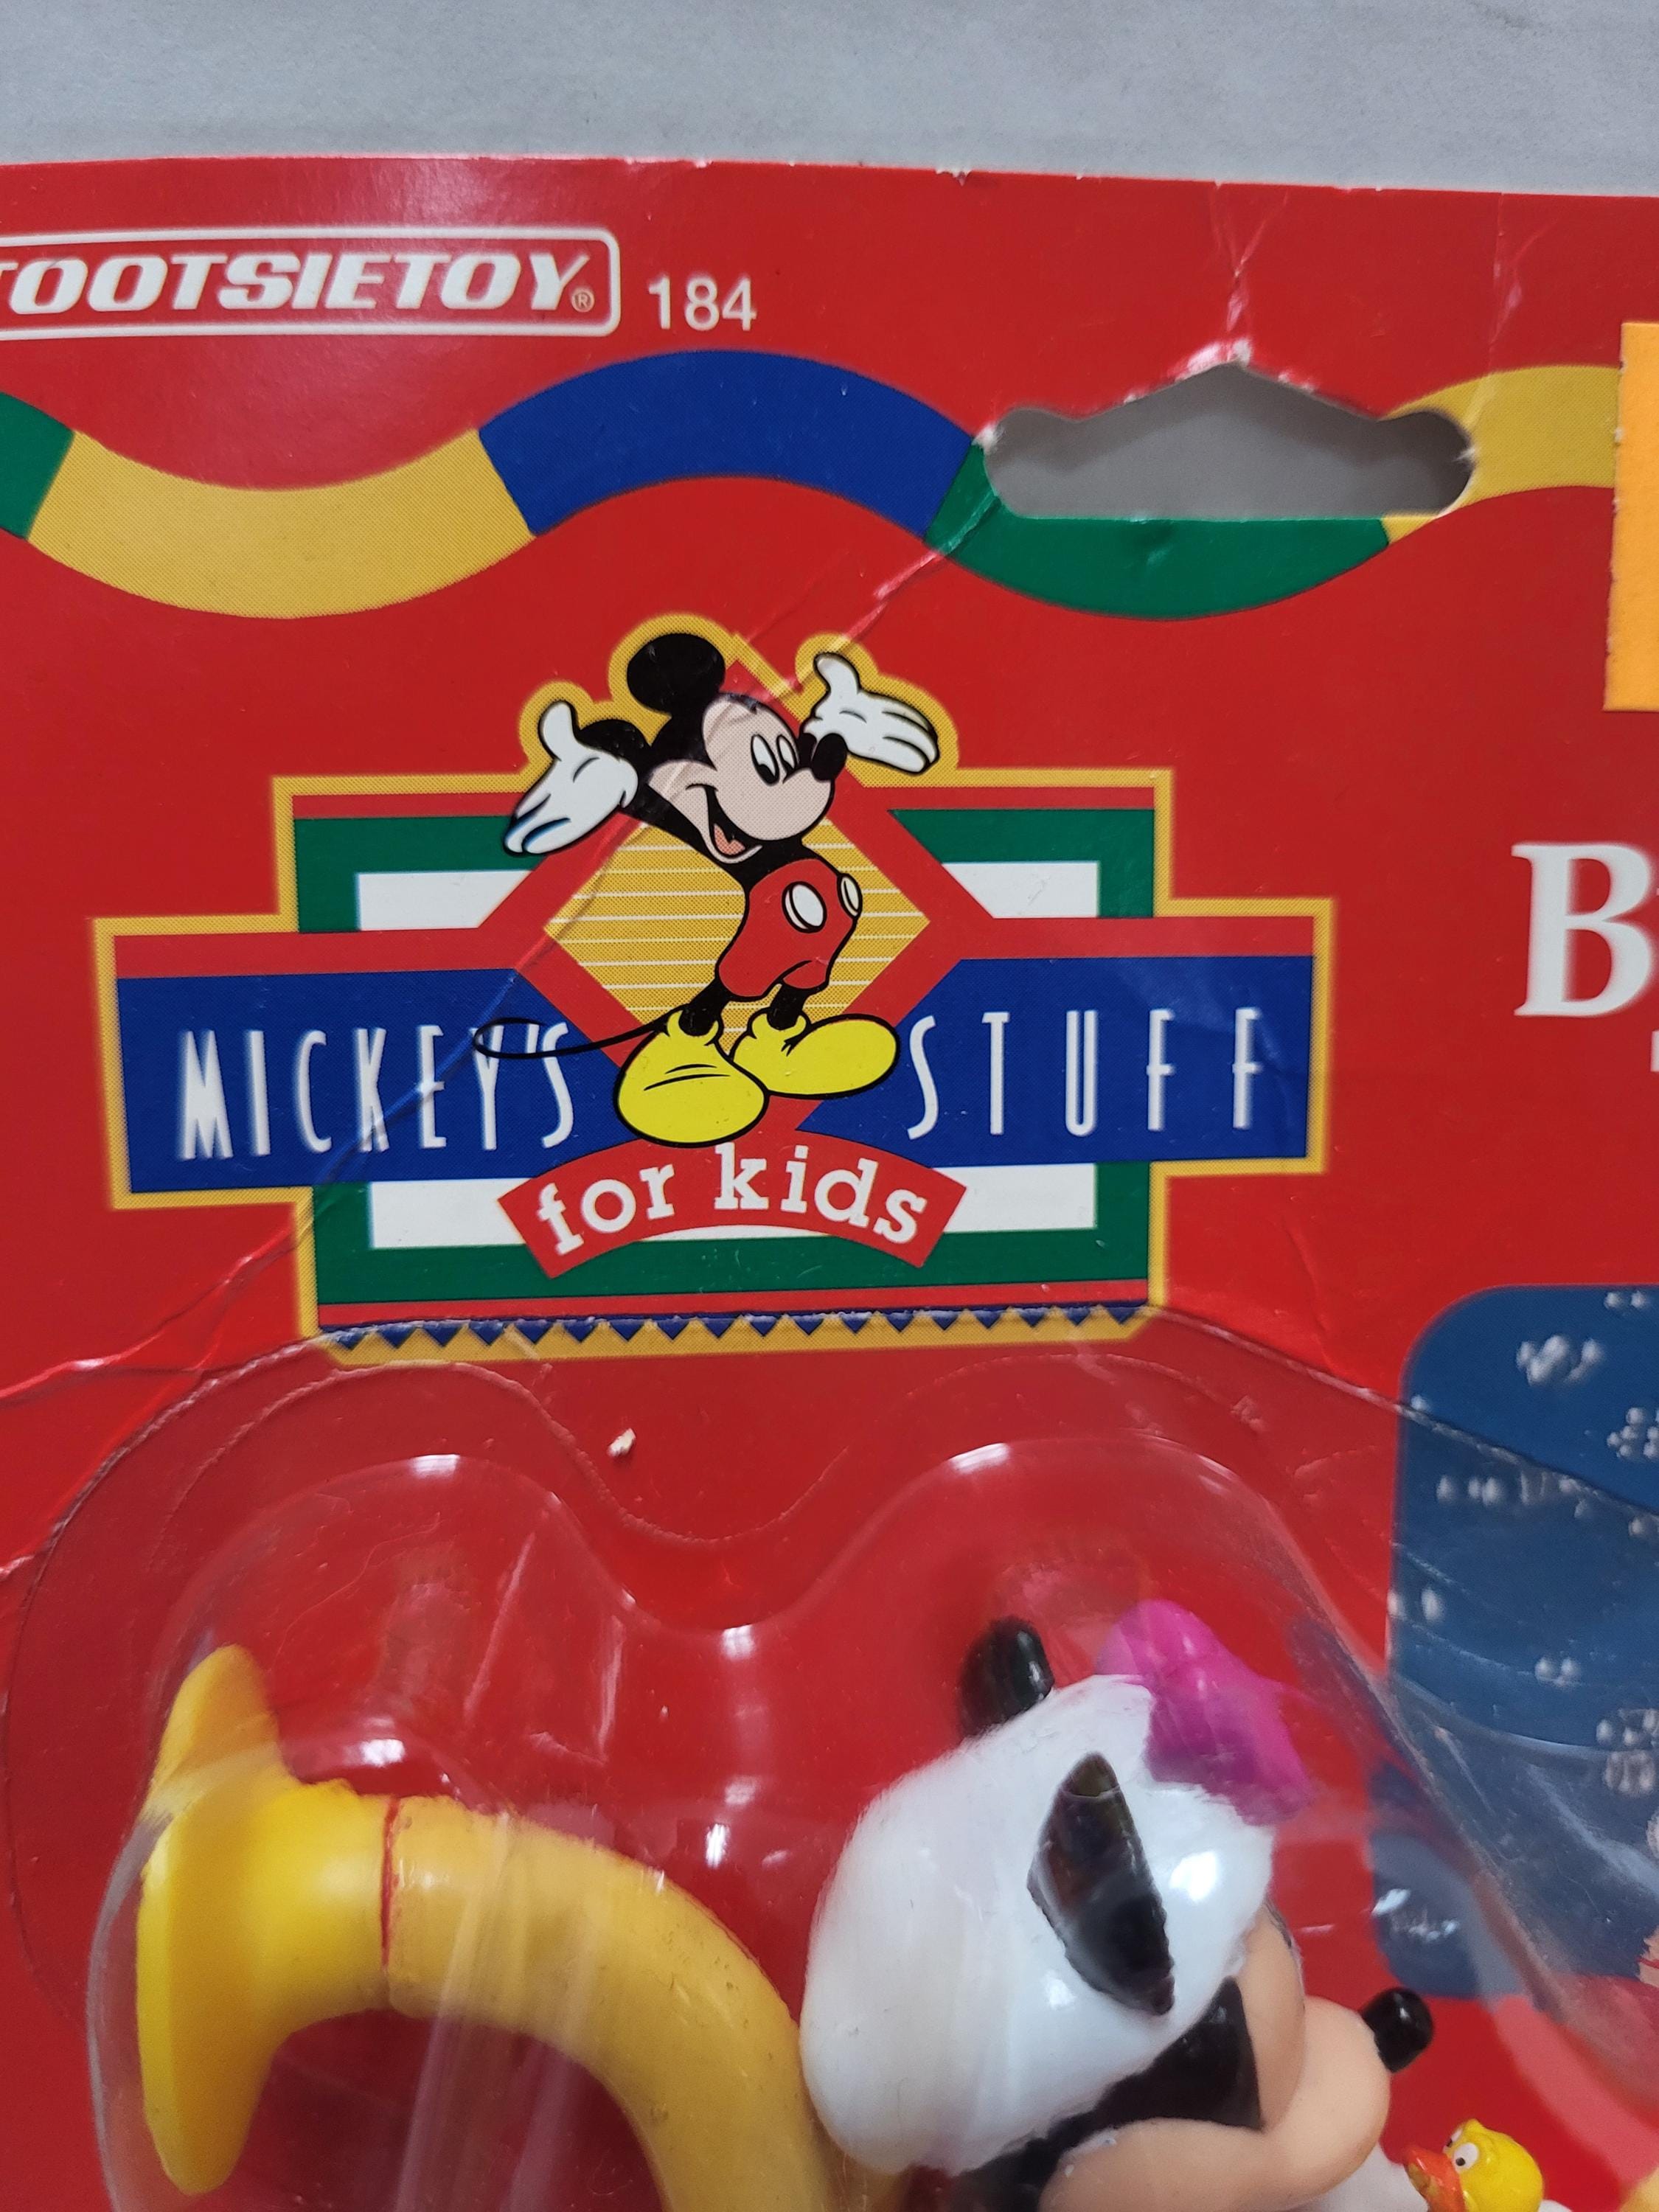 TOOTSIETOY® 184
MICKEY'S STUFF
for kids
B